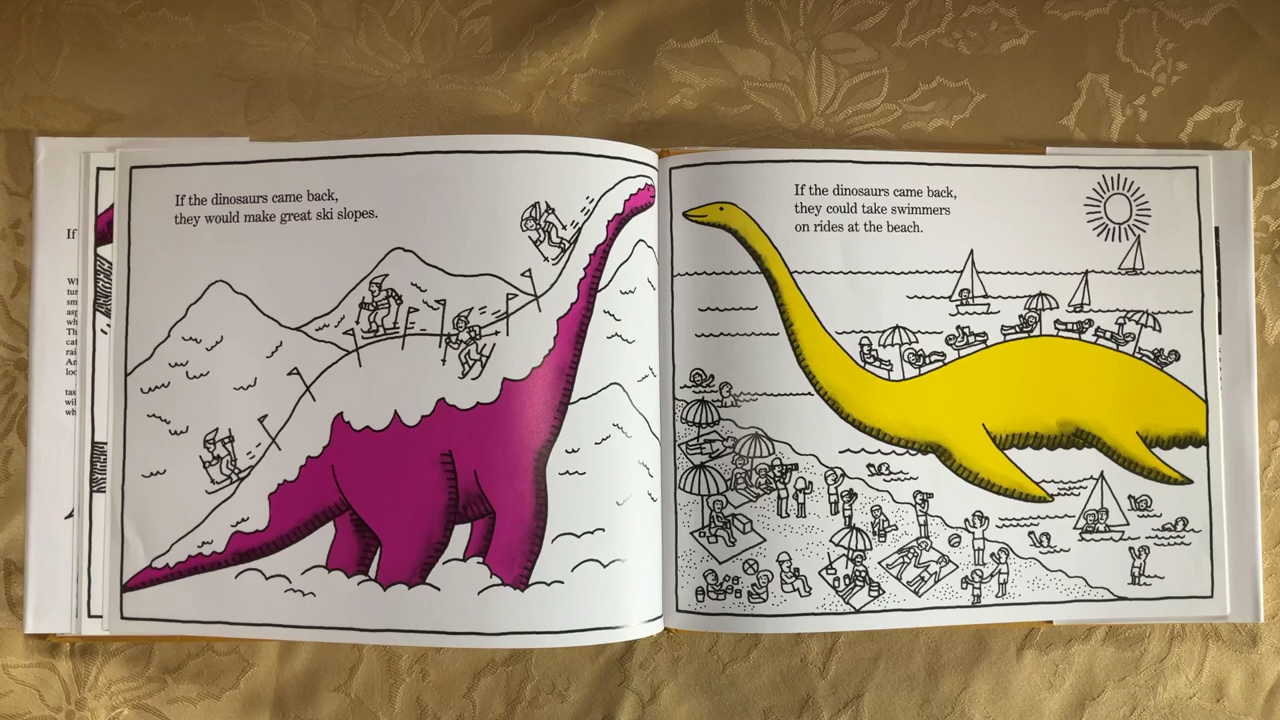 If the dinosaurs came back,
they would make great ski slopes.
If the dinosaurs came back,
they could take swimmers
on rides at the beach.
If